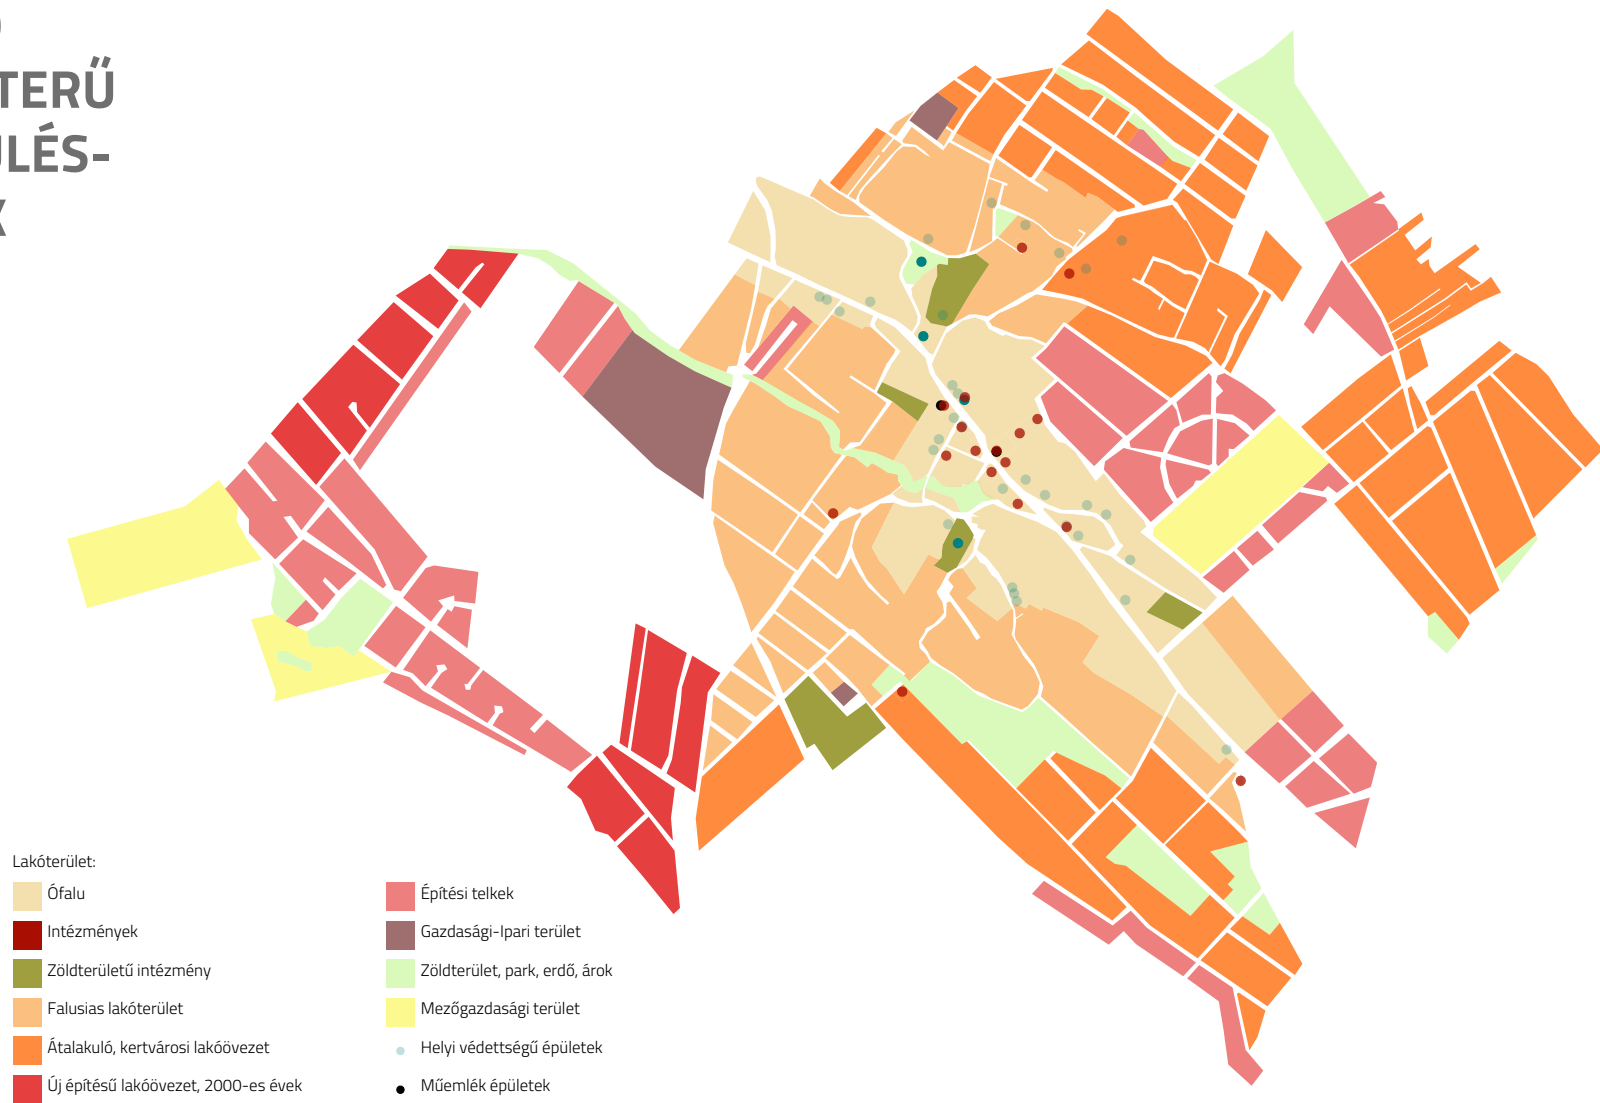 TERŰ
ÜLÉS-
K
Lakóterület:
Ófalu
Intézmények
Zöldterületű intézmény
Falusias lakóterület
Átalakuló, kertvárosi lakóövezet
Új építésű lakóövezet, 2000-es évek
Építési telkek
Gazdasági-Ipari terület
Zöldterület, park, erdő, árok
Mezőgazdasági terület
Helyi védettségű épületek
Műemlék épületek